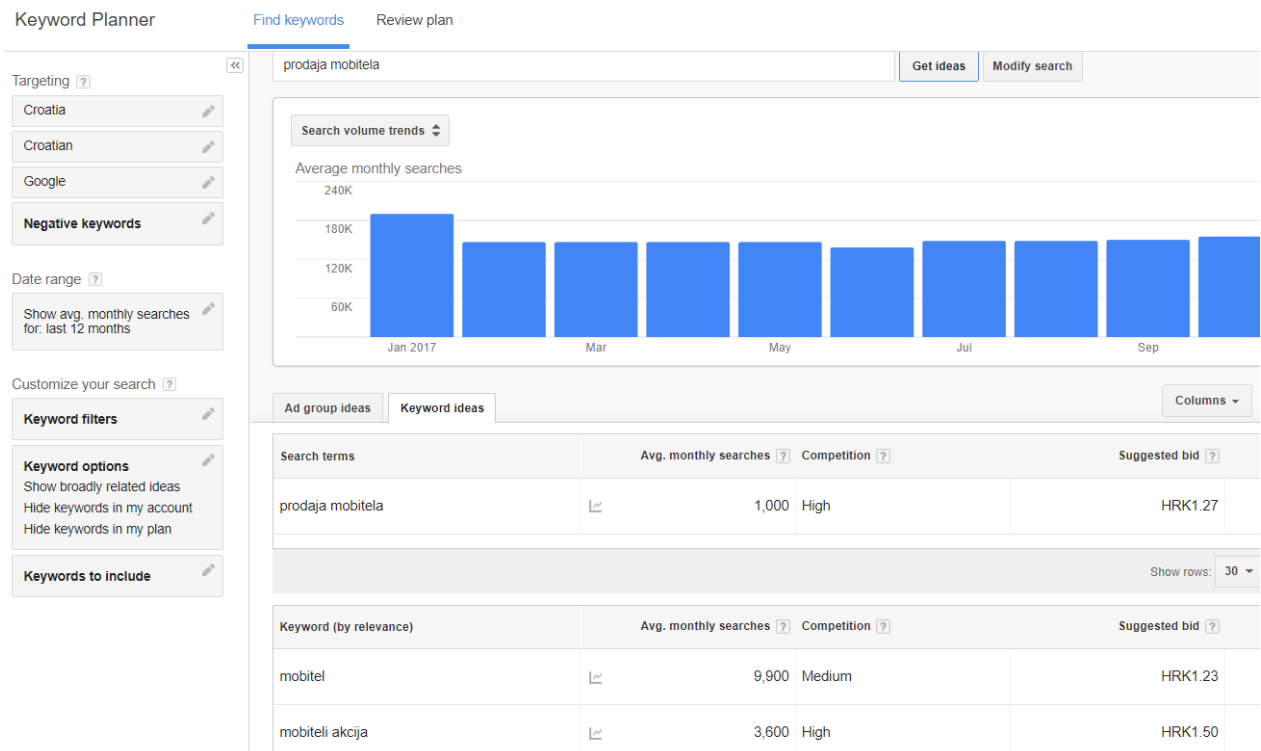 Keyword Planner
Find keywords
Review plan
«
Targeting ?
Croatia
Croatian
Google
Negative keywords
Date range ?
Show avg. monthly searches
for: last 12 months
Customize your search ?
Keyword filters
Keyword options
Show broadly related ideas
Hide keywords in my account
Hide keywords in my plan
Keywords to include
prodaja mobitela
Get ideas
Modify search
Search volume trends
Average monthly searches
240K
180K
120K
60K
Jan 2017 Mar May Jul Sep
Ad group ideas
Keyword ideas
Columns
Search terms Avg. monthly searches ? Competition ? Suggested bid ?
prodaja mobitela 1,000 High HRK1.27
Show rows: 30
Keyword (by relevance) Avg. monthly searches ? Competition ? Suggested bid ?
mobitel 9,900 Medium HRK1.23
mobiteli akcija 3,600 High HRK1.50